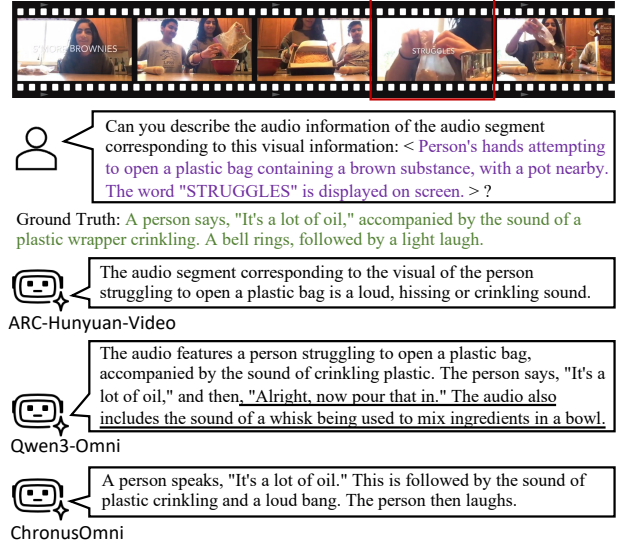 S'MORE BROWNIES
STRUGGLES
Can you describe the audio information of the audio segment
corresponding to this visual information: < Person's hands attempting
to open a plastic bag containing a brown substance, with a pot nearby.
The word "STRUGGLES" is displayed on screen. > ?
Ground Truth: A person says, "It's a lot of oil," accompanied by the sound of a
plastic wrapper crinkling. A bell rings, followed by a light laugh.
The audio segment corresponding to the visual of the person
struggling to open a plastic bag is a loud, hissing or crinkling sound.
ARC-Hunyuan-Video
The audio features a person struggling to open a plastic bag,
accompanied by the sound of crinkling plastic. The person says, "It's a
lot of oil," and then, "Alright, now pour that in." The audio also
includes the sound of a whisk being used to mix ingredients in a bowl.
Qwen3-Omni
A person speaks, "It's a lot of oil." This is followed by the sound of
plastic crinkling and a loud bang. The person then laughs.
ChronusOmni